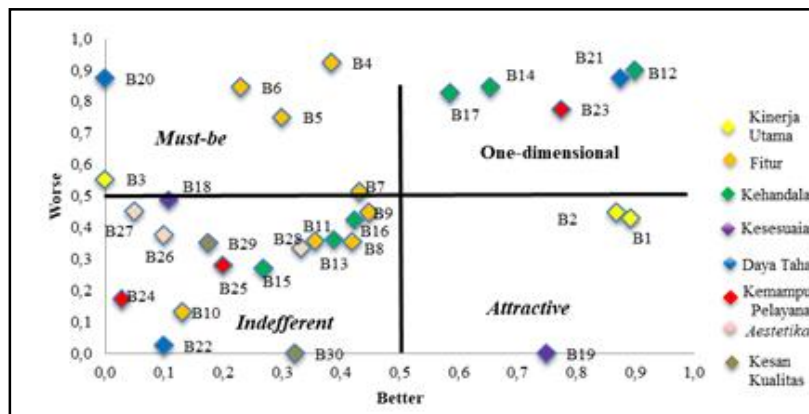 1,0
0,9
0,8
0,7
0,6
0,5
0,4
0,3
0,2
0,1
0,0
Worse
B20
B6
B4
B5
Must-be
B21
B14
B12
B17
B23
One-dimensional
B3
B18
B7
B9
B27
B26
B29
B28
B11
B16
B13
B8
B24
B25
B15
B10
Indefferent
B22
B30
B2
B1
Attractive
B19
0,0 0,1 0,2 0,3 0,4 0,5 0,6 0,7 0,8 0,9 1,0
Better
Kinerja
Utama
Fitur
Kehandala
Kesesuaia
Daya Taha
Kemampu
Pelayana
Aestetika
Kesan
Kualitas